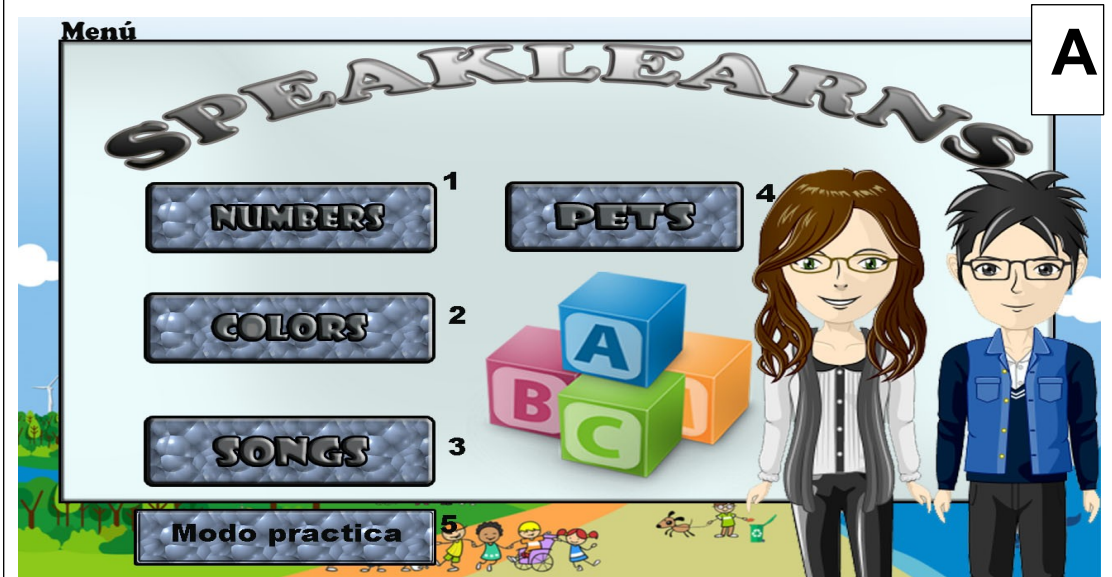 Menú
A
SPEAKLEARNS
NUMBERS 1
PETS 4
COLORS 2
A
B
C
SONGS 3
Modo practica 5